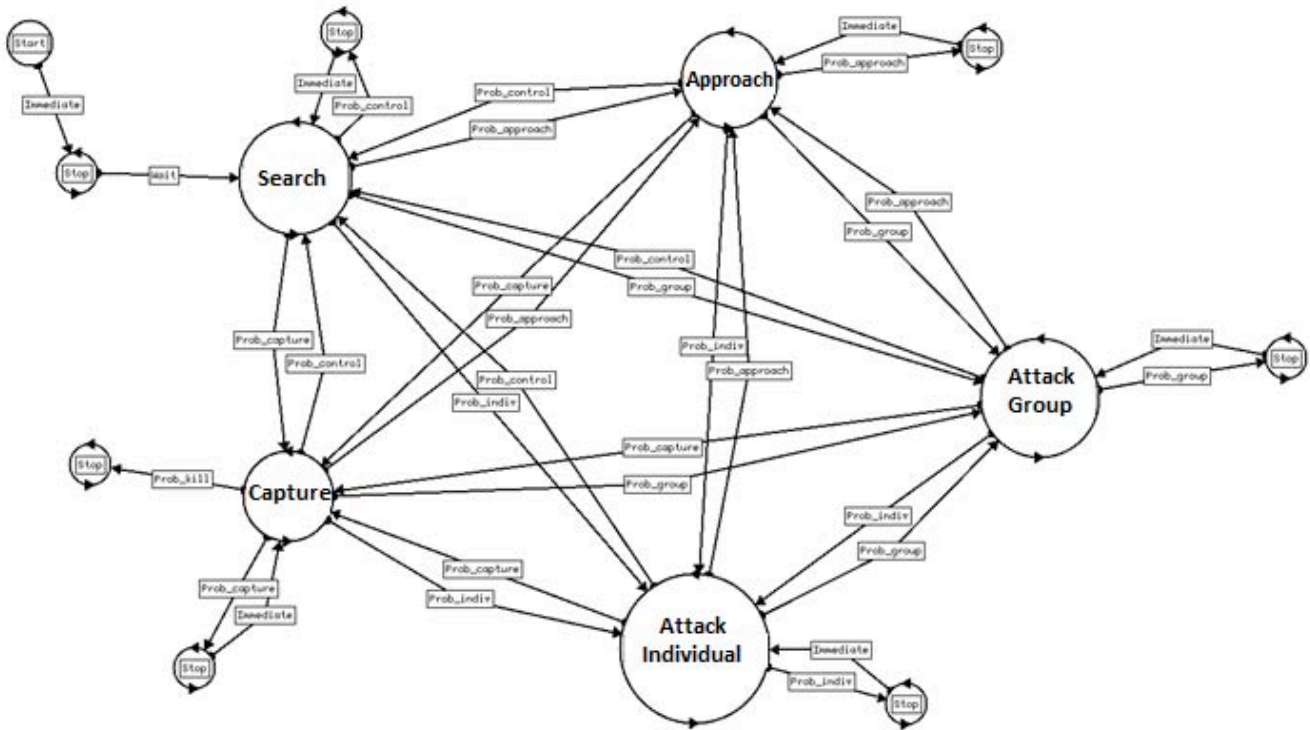 Start
Stop
Immediate
Approach
Immediate
Stop
Prob_approach
Immediate
Prob_control
Prob_control
Prob_approach
Immediate
Stop
Wait
Search
Prob_approach
Prob_group
Prob_control
Prob_group
Prob_capture
Prob_approach
Prob_capture
Prob_control
Prob_indiv
Prob_approach
Immediate
Stop
Prob_group
Attack
Group
Prob_control
Prob_indiv
Prob_capture
Prob_group
Stop
Prob_kill
Capture
Prob_indiv
Prob_group
Prob_capture
Prob_indiv
Prob_capture
Immediate
Stop
Attack
Individual
Immediate
Prob_indiv
Stop